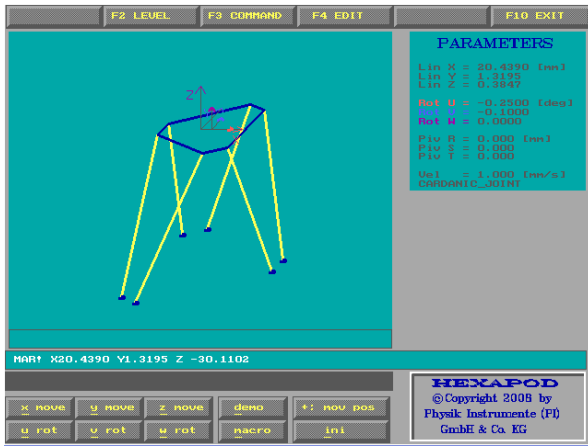 F2 LEVEL F3 COMMAND F4 EDIT F10 EXIT
PARAMETERS
Lin X = 20.4390 [mm]
Lin Y = 1.3195
Lin Z = 0.3847
Rot U = -0.2500 [deg]
Rot V = -0.1000
Rot W = 0.0000
Piv R = 0.000 [mm]
Piv S = 0.000
Piv T = 0.000
Vel = 1.000 [mm/s]
CARDANIC_JOINT
Z
MAR! X20.4390 Y1.3195 Z -30.1102
x move y move z move demo +: mov pos
u rot v rot w rot macro ini
HEXAPOD
©Copyright 2008 by
Physik Instrumente (PI)
GmbH & Co. KG